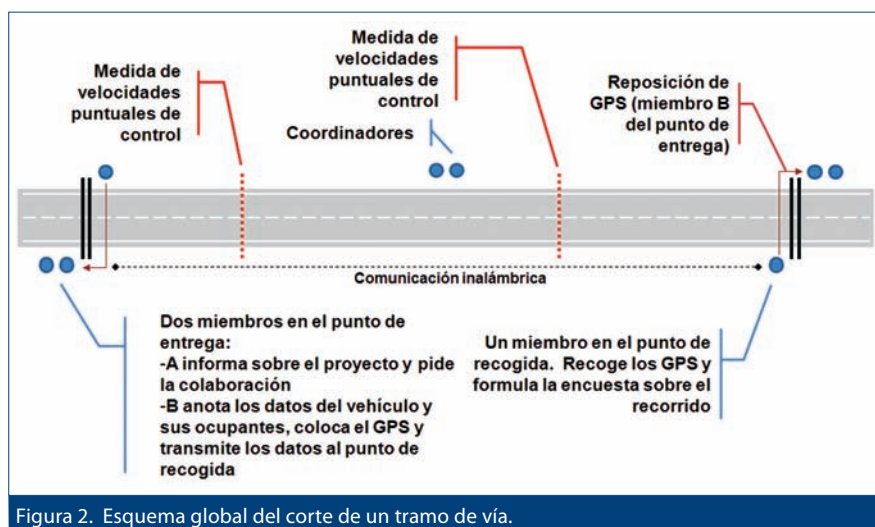 Medida de
velocidades
puntuales de
control
Medida de
velocidades
puntuales de
control
Coordinadores
Reposición de
GPS (miembro B
del punto de
entrega)
Comunicación inalámbrica
Dos miembros en el punto de
entrega:
-A informa sobre el proyecto y pide
la colaboración
-B anota los datos del vehículo y
sus ocupantes, coloca el GPS y
transmite los datos al punto de
recogida
Un miembro en el punto de
recogida. Recoge los GPS y
formula la encuesta sobre el
recorrido
Figura 2. Esquema global del corte de un tramo de vía.